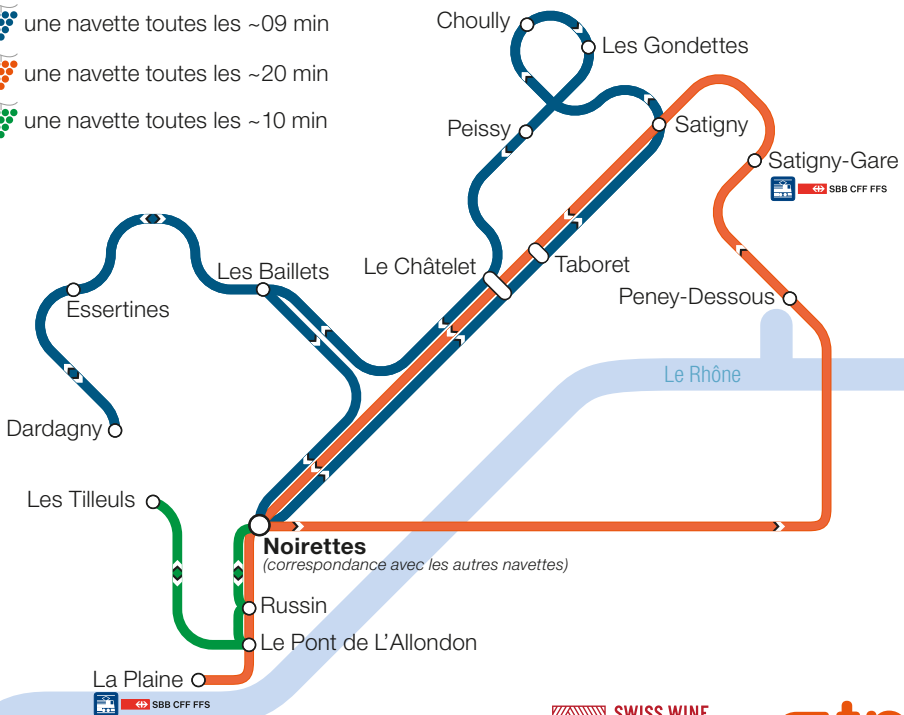 une navette toutes les ~09 min
une navette toutes les ~20 min
une navette toutes les ~10 min
Choully
Les Gondettes
Peissy
Satigny
Satigny-Gare
SBB CFF FFS
Le Châtelet
Taboret
Les Baillets
Peney-Dessous
Essertines
Le Rhône
Dardagny
Les Tilleuls
Noirettes
(correspondance avec les autres navettes)
Russin
Le Pont de L'Allondon
La Plaine
SBB CFF FFS
SWISS WINE